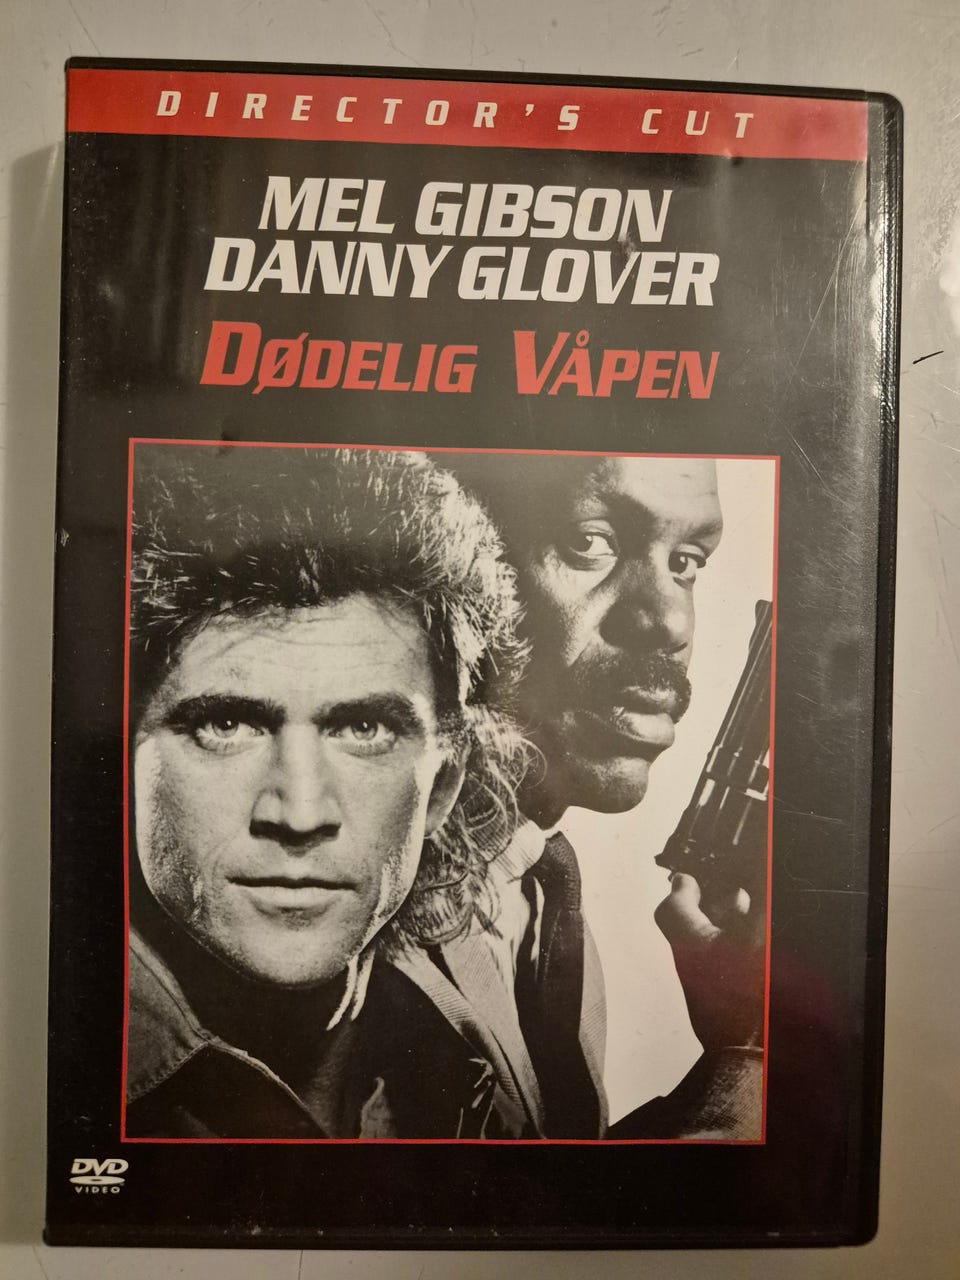 DIRECTOR'S CUT
MEL GIBSON
DANNY GLOVER
DØDELIG VÅPEN
DVD
VIDEO